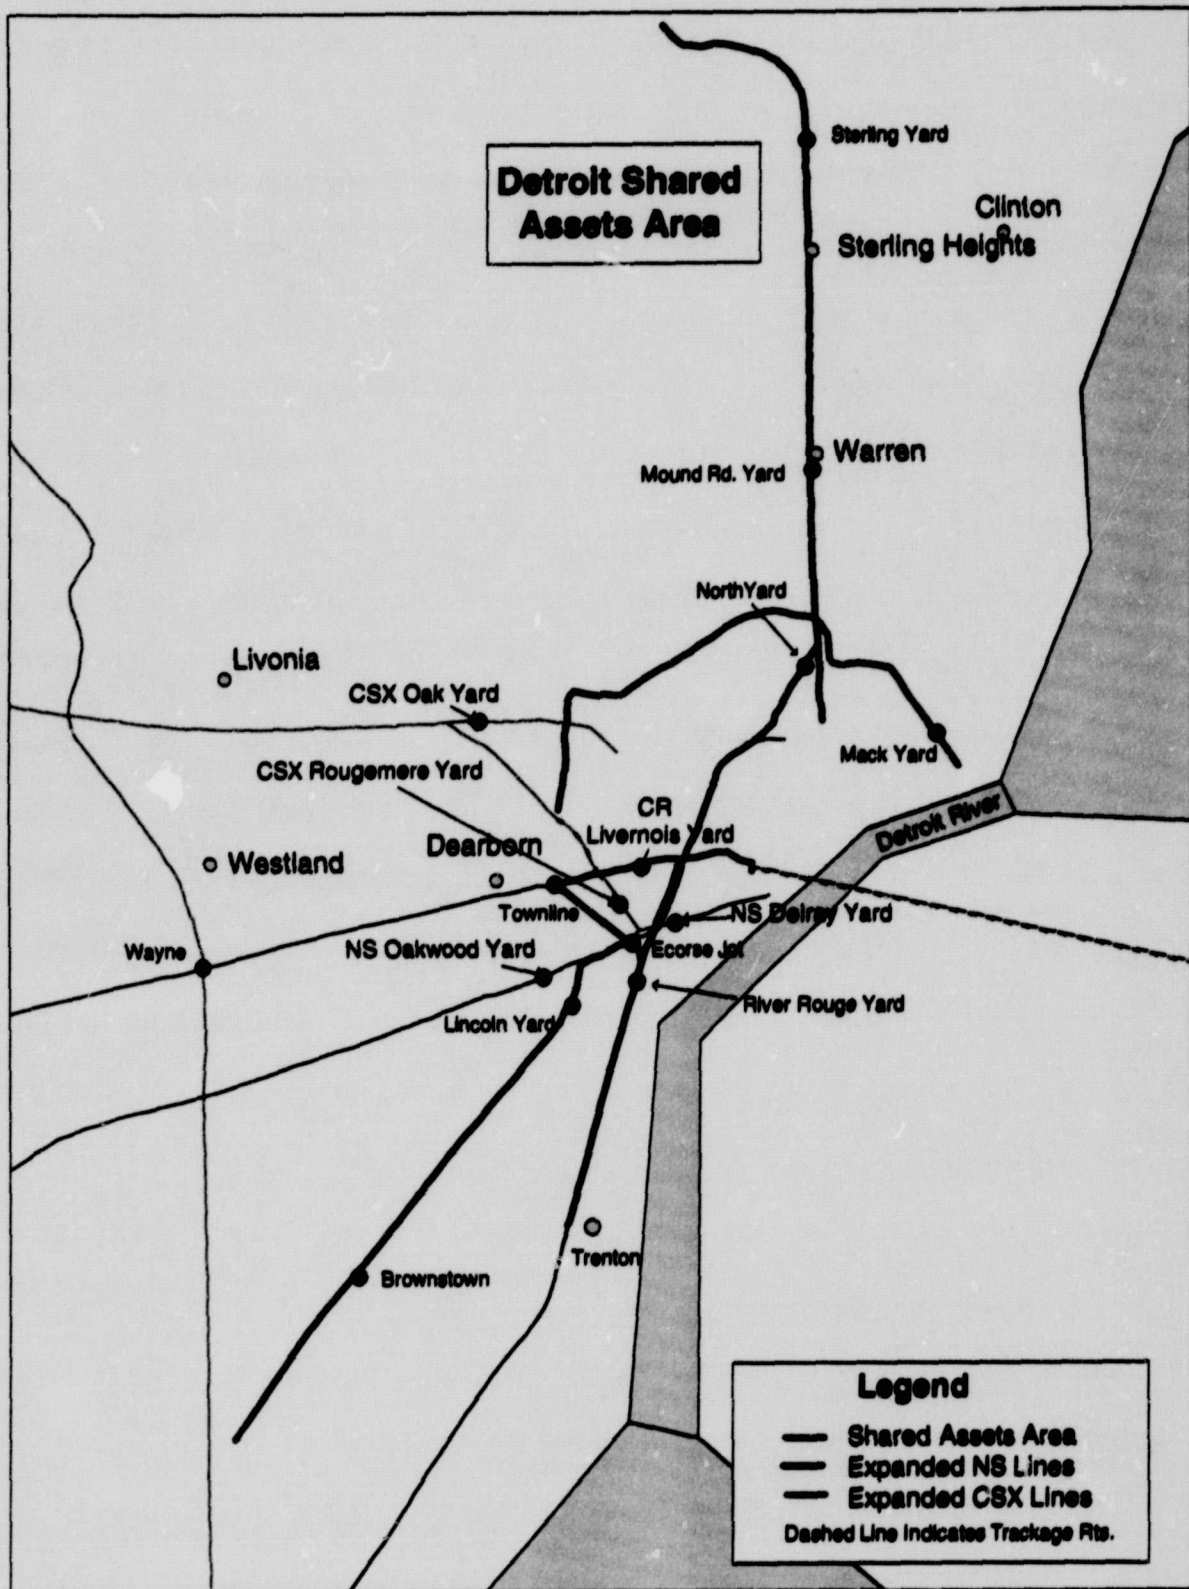 Sterling Yard
Detroit Shared
Assets Area
Clinton
Sterling Heights
Warren
Mound Rd. Yard
NorthYard
Livonia
CSX Oak Yard
Mack Yard
CSX Rougemere Yard
CR
Livernois Yard
Detroit River
Dearborn
Westland
Townline
NS Delray Yard
Wayne
NS Oakwood Yard
Ecorse Jct
River Rouge Yard
Lincoln Yard
Trenton
Brownstown
Legend
Shared Assets Area
Expanded NS Lines
Expanded CSX Lines
Dashed Line Indicates Trackage Rts.